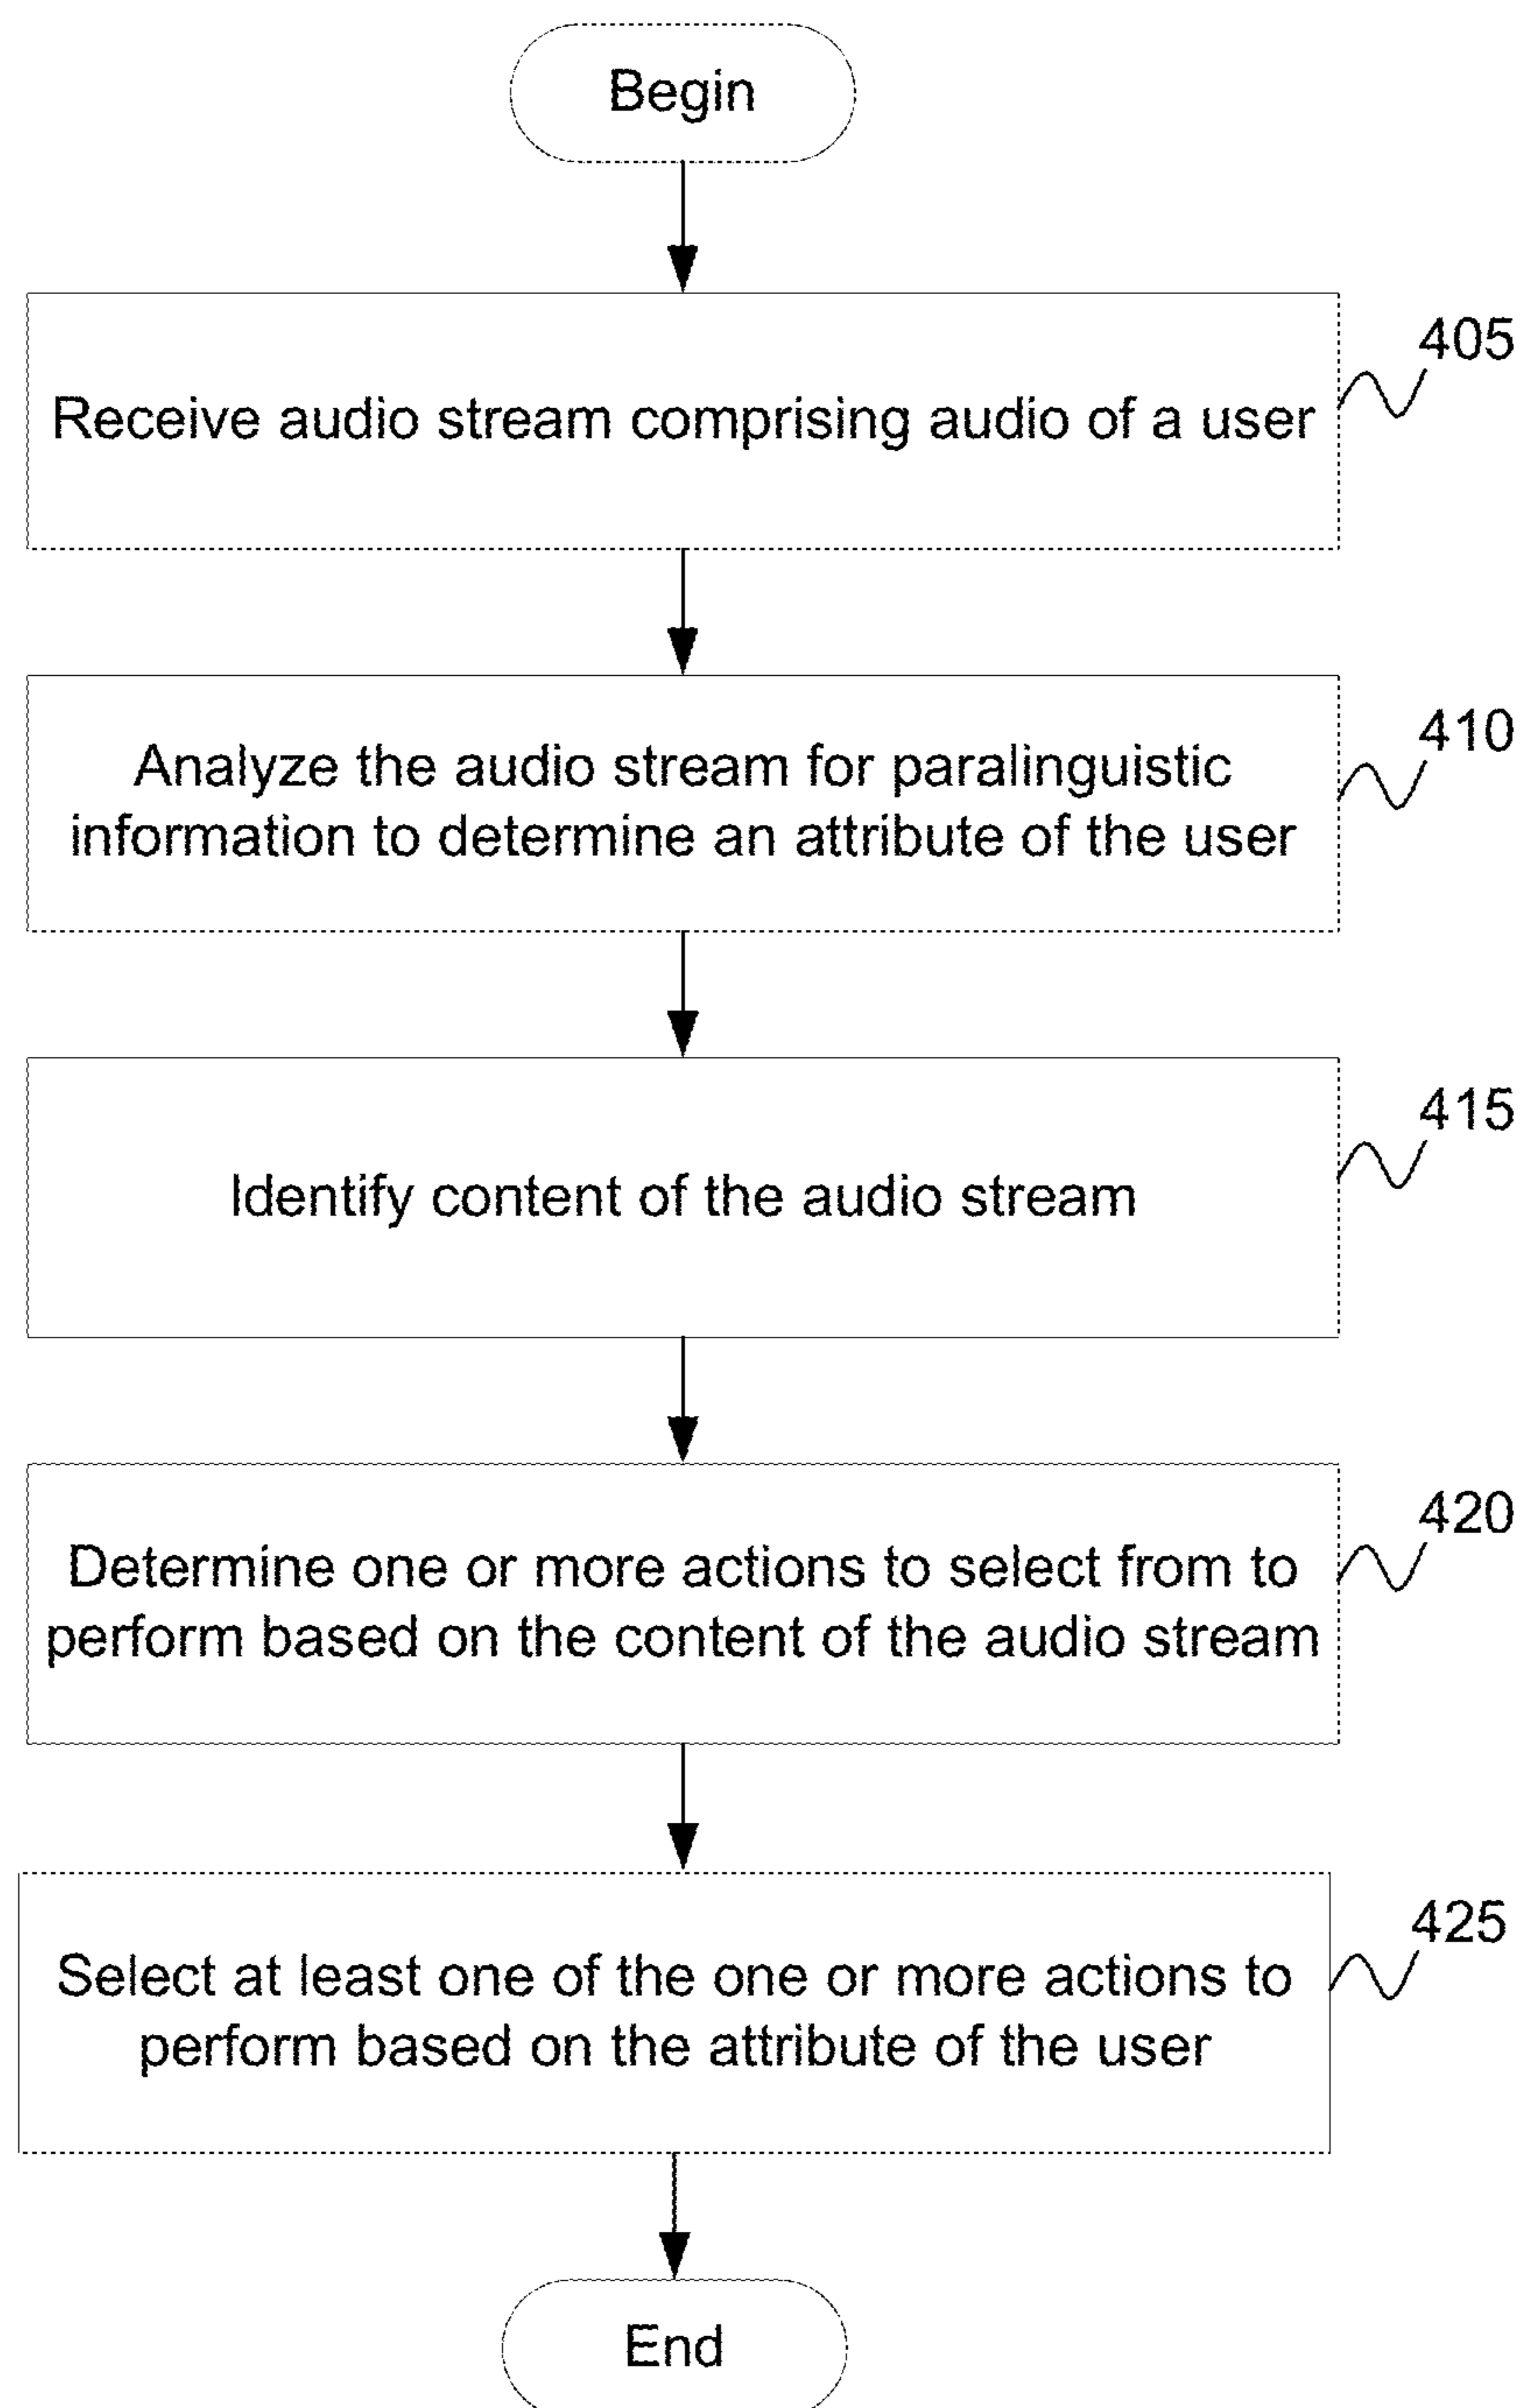 Begin
405
Receive audio stream comprising audio of a user
410
Analyze the audio stream for paralinguistic
information to determine an attribute of the user
415
Identify content of the audio stream
420
Determine one or more actions to select from to
perform based on the content of the audio stream
425
Select at least one of the one or more actions to
perform based on the attribute of the user
End